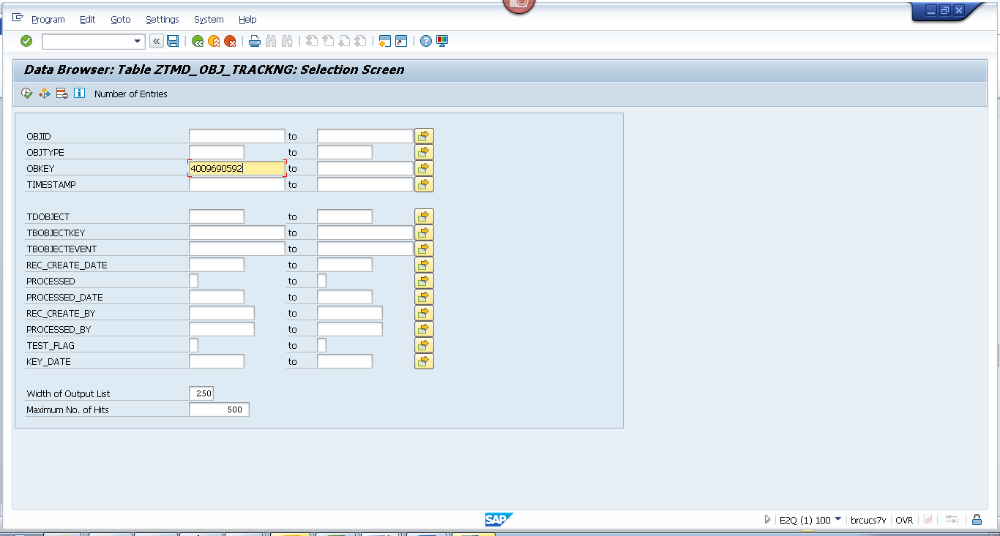 Program Edit Goto Settings System Help
Data Browser: Table ZTMD_OBJ_TRACKNG: Selection Screen
Number of Entries
OBJID to
OBJTYPE to
OBKEY 4009690592 to
TIMESTAMP to
TDOBJECT to
TBOBJECTKEY to
TBOBJECTEVENT to
REC_CREATE_DATE to
PROCESSED to
PROCESSED_DATE to
REC_CREATE_BY to
PROCESSED_BY to
TEST_FLAG to
KEY_DATE to
Width of Output List 250
Maximum No. of Hits 500
SAP E2Q (1) 100 brcucs7v OVR